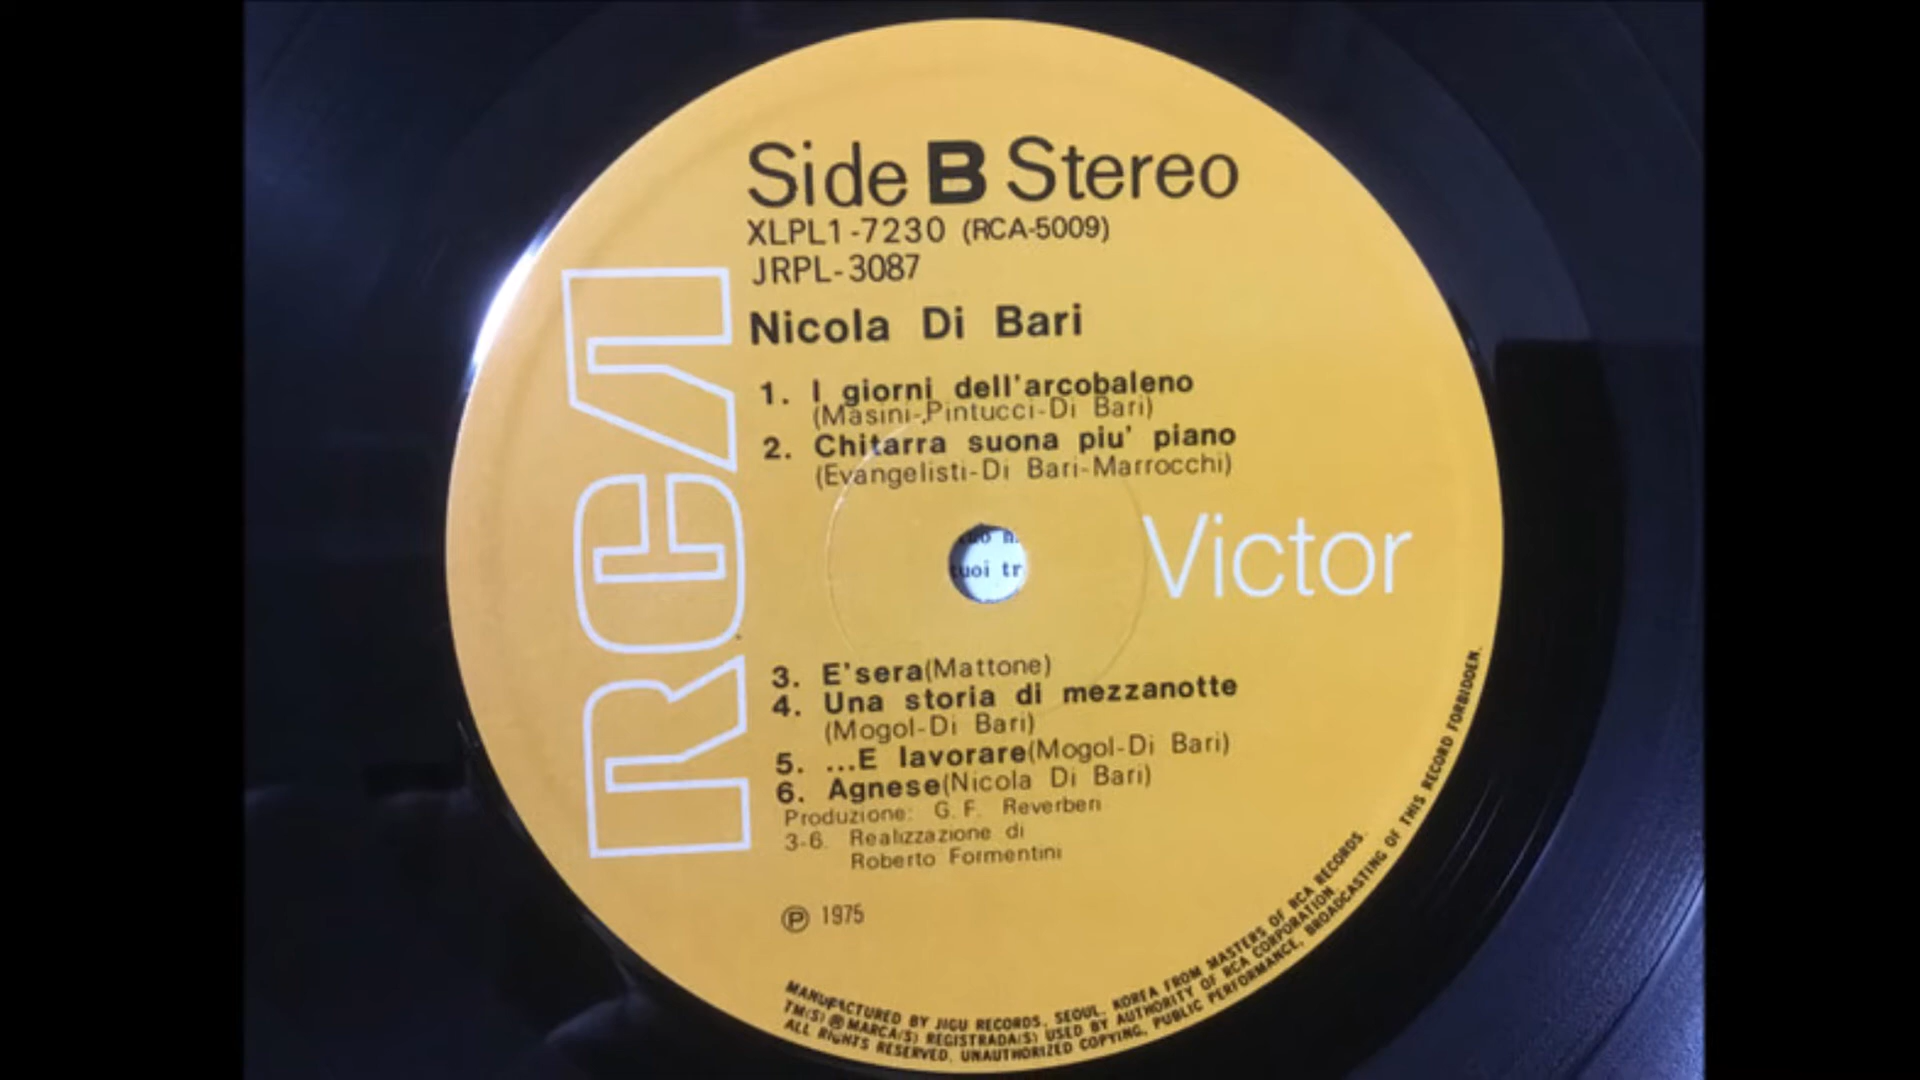 Side B Stereo
XLPL1-7230 (RCA-5009)
JRPL-3087
Nicola Di Bari
1. I giorni dell'arcobaleno
(Masini-Pintucci-Di Bari)
2. Chitarra suona piu' piano
(Evangelisti-Di Bari-Marrocchi)
RCA
Victor
uoi tr
3. E'sera(Mattone)
4. Una storia di mezzanotte
(Mogol-Di Bari)
5. ...E lavorare(Mogol-Di Bari)
6. Agnese(Nicola Di Bari)
Produzione: G. F. Reverberi
3-6. Realizzazione di
Roberto Formentini
℗ 1975
MANUFACTURED BY JIGU RECORDS. SEOUL. KOREA FROM MASTERS OF RCA RECORDS.
TM(S) ® MARCA(S) REGISTRADA(S) USED BY AUTHORITY OF RCA CORPORATION.
ALL RIGHTS RESERVED. UNAUTHORIZED COPYING, PUBLIC PERFORMANCE, BROADCASTING OF THIS RECORD FORBIDDEN.